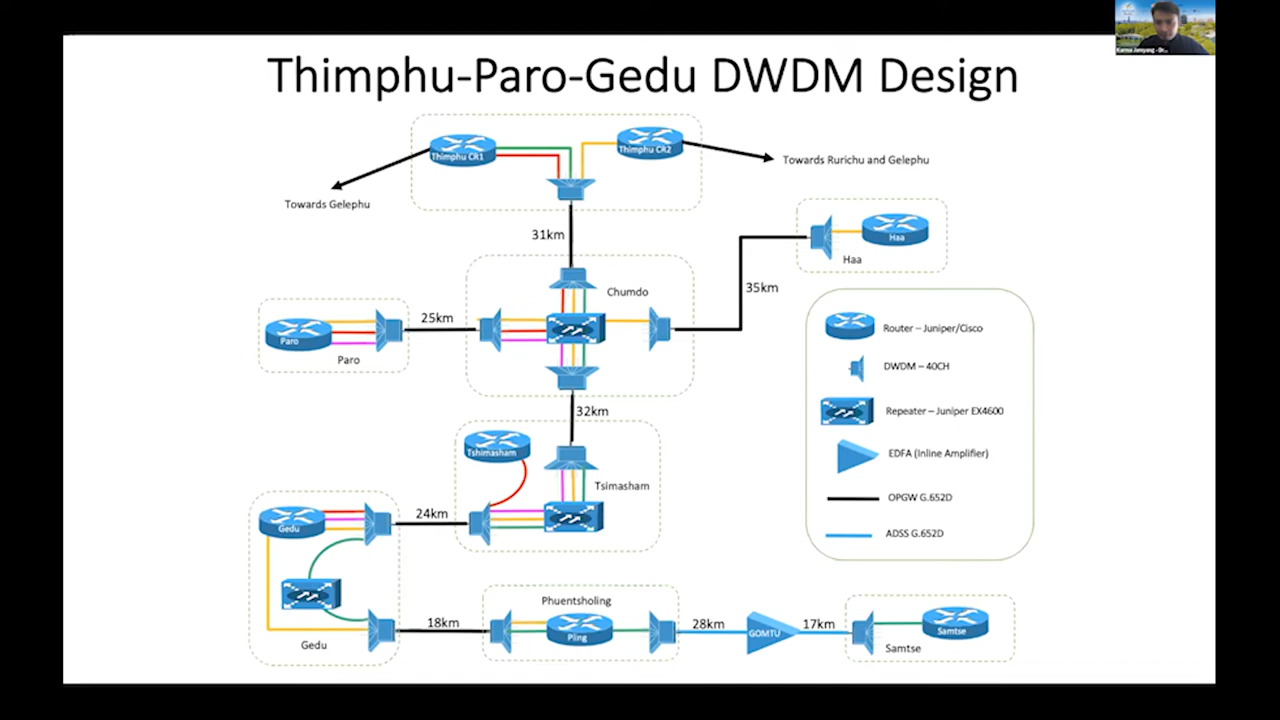 Thimphu-Paro-Gedu DWDM Design
Thimphu CR1
Thimphu CR2
Towards Rurichu and Gelephu
Towards Gelephu
31km
Haa
Haa
Chumdo
35km
25km
Paro
Paro
Router – Juniper/Cisco
DWDM – 40CH
Repeater – Juniper EX4600
EDFA (Inline Amplifier)
OPGW G.652D
ADSS G.652D
32km
Tshimasham
Tsimasham
24km
Gedu
Gedu
18km
Phuentsholing
Pling
28km
GOMTU
17km
Samtse
Samtse